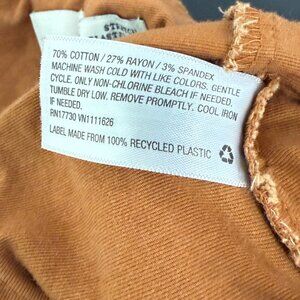 STRETCH
70% COTTON / 27% RAYON / 3% SPANDEX
MACHINE WASH COLD WITH LIKE COLORS. GENTLE
CYCLE. ONLY NON-CHLORINE BLEACH IF NEEDED.
TUMBLE DRY LOW. REMOVE PROMPTLY. COOL IRON
IF NEEDED.
RN17730 VN1111626
LABEL MADE FROM 100% RECYCLED PLASTIC